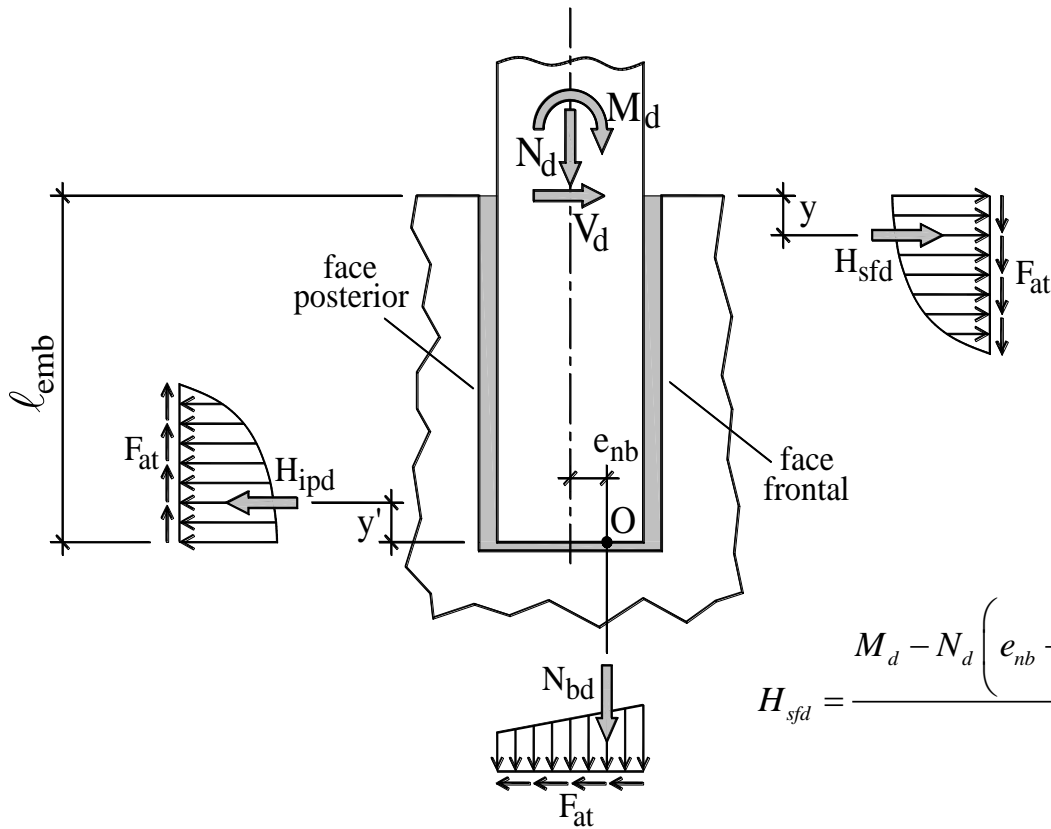 M_d
N_d
V_d
y
H_sfd
F_at
face
posterior
ℓ_emb
F_at
H_ipd
y'
e_nb
O
face
frontal
N_bd
F_at
H_sfd = M_d − N_d ( e_nb −